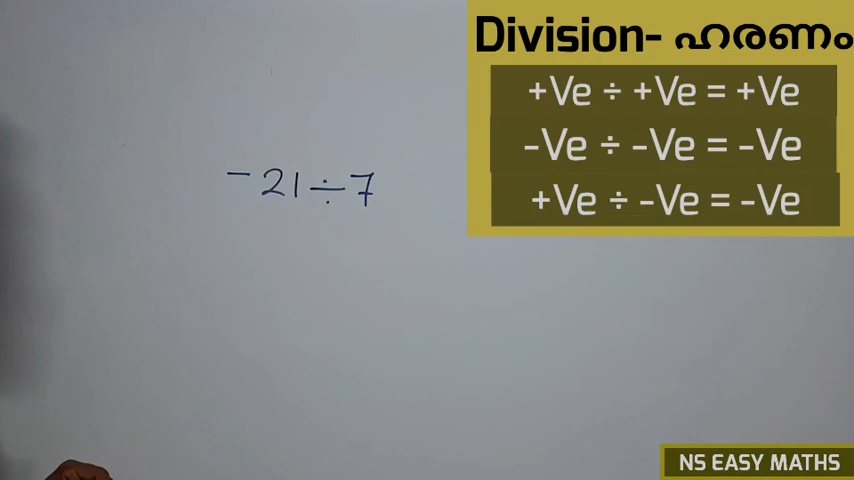 Division- ഹരണം
+Ve ÷ +Ve = +Ve
-Ve ÷ -Ve = -Ve
+Ve ÷ -Ve = -Ve
-21÷7
NS EASY MATHS